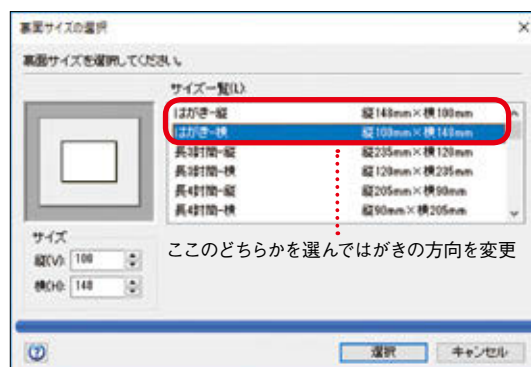 裏面サイズの選択
裏面サイズを選択してください。
サイズ一覧(L):
はがき-縦 縦148mm×横100mm
はがき-横 縦100mm×横148mm
長3封筒-縦 縦235mm×横120mm
長3封筒-横 縦120mm×横235mm
長4封筒-縦 縦205mm×横90mm
長4封筒-横 縦90mm×横205mm
ここのどちらかを選んではがきの方向を変更
サイズ
縦(V): 100
横(H): 148
選択 キャンセル